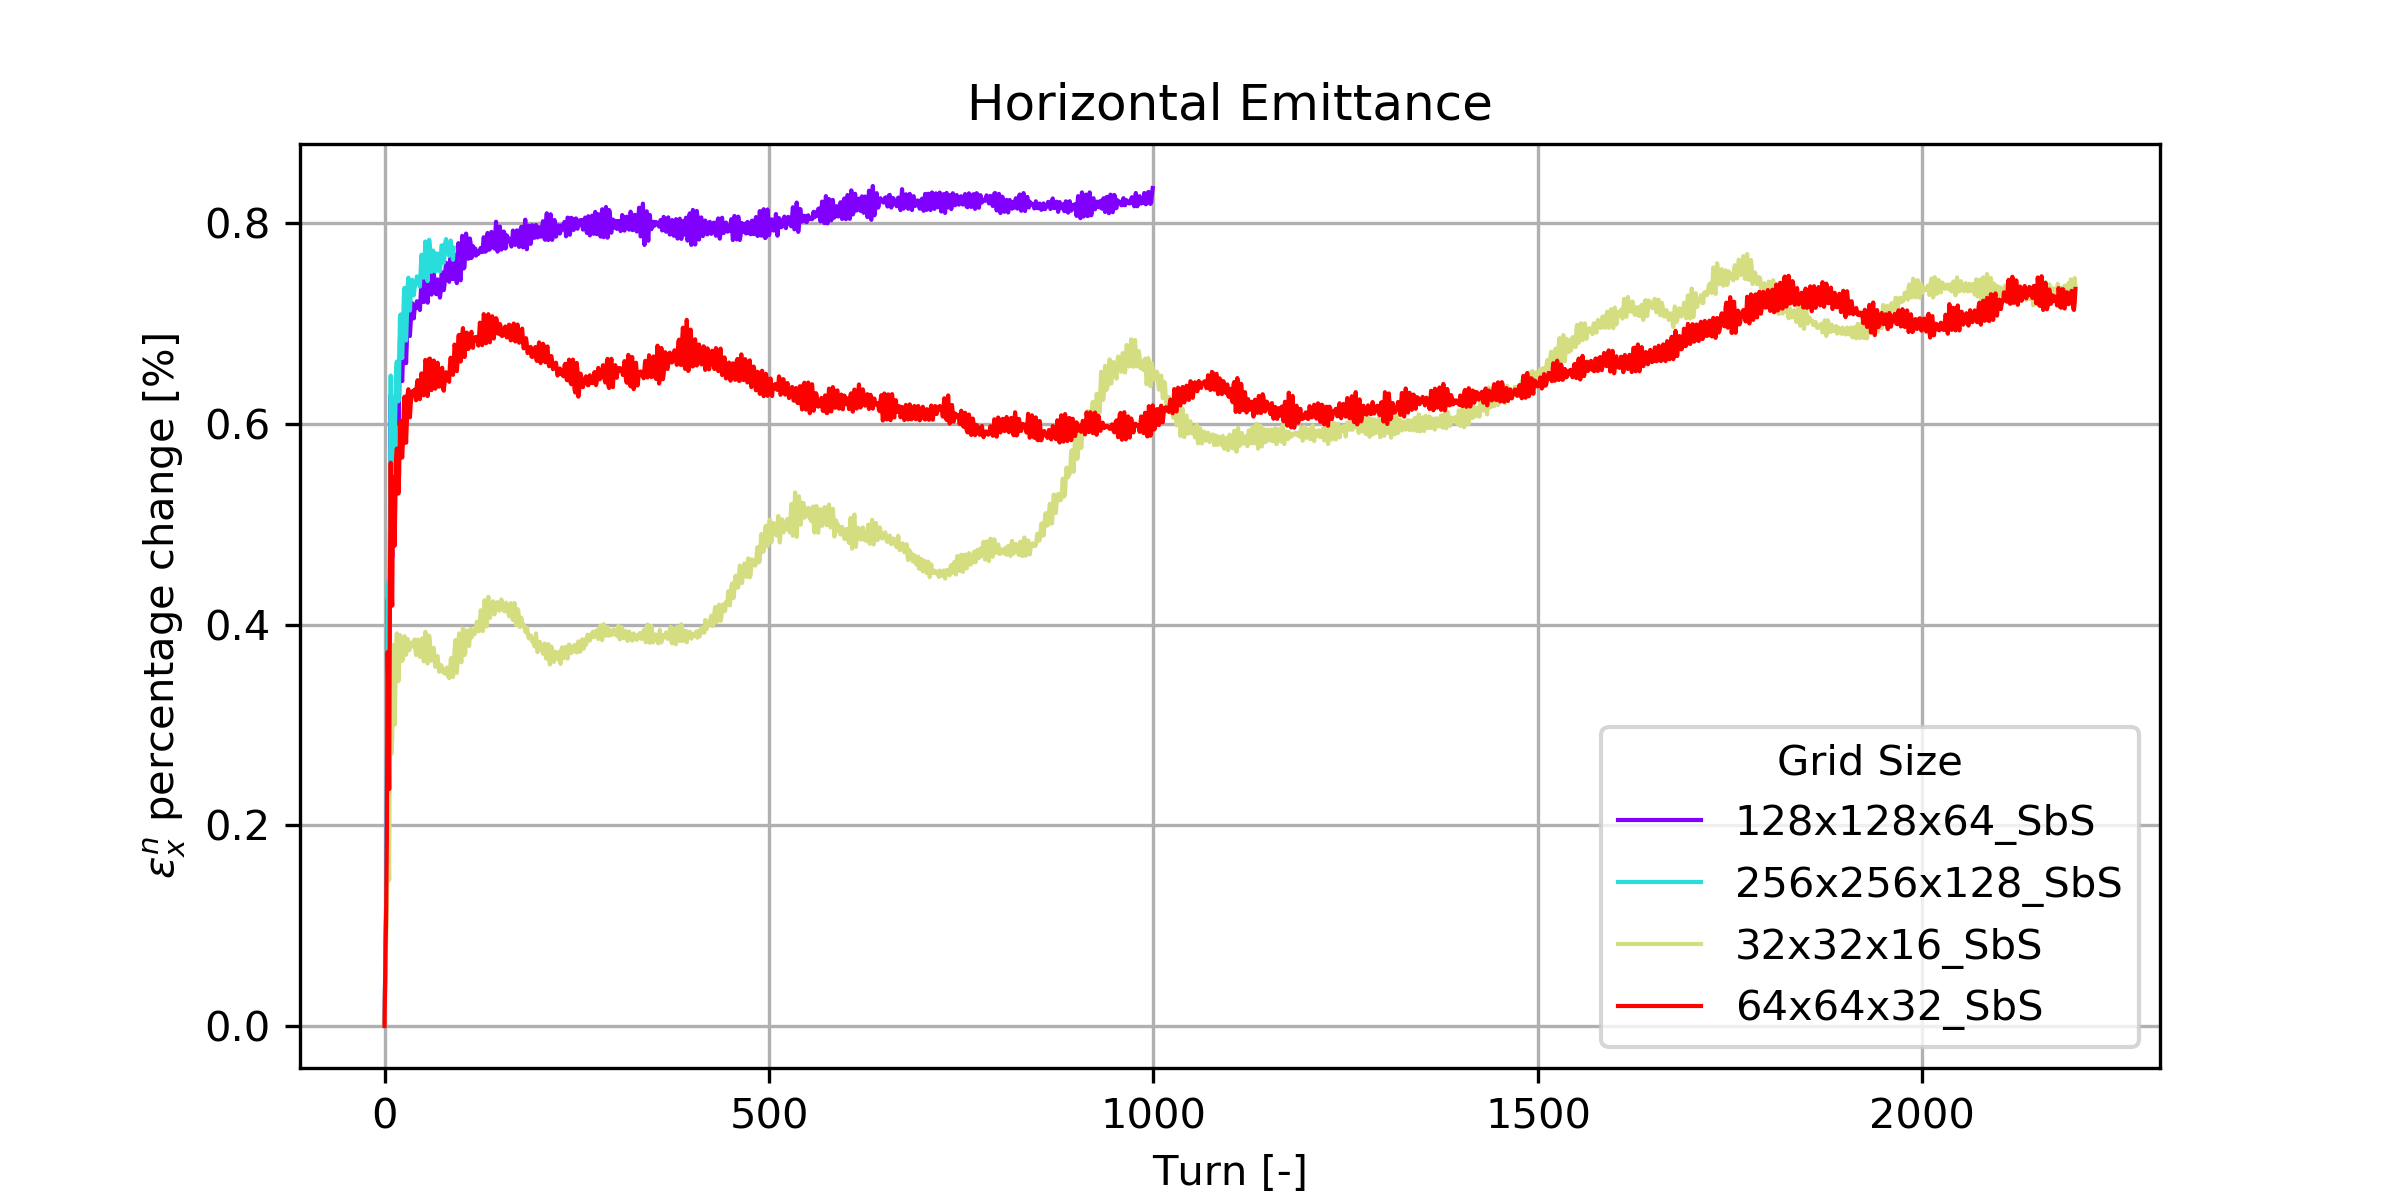 Horizontal Emittance
ε_x^n percentage change [%]
0.8
0.6
0.4
0.2
0.0
0 500 1000 1500 2000
Turn [-]
Grid Size
128x128x64_SbS
256x256x128_SbS
32x32x16_SbS
64x64x32_SbS